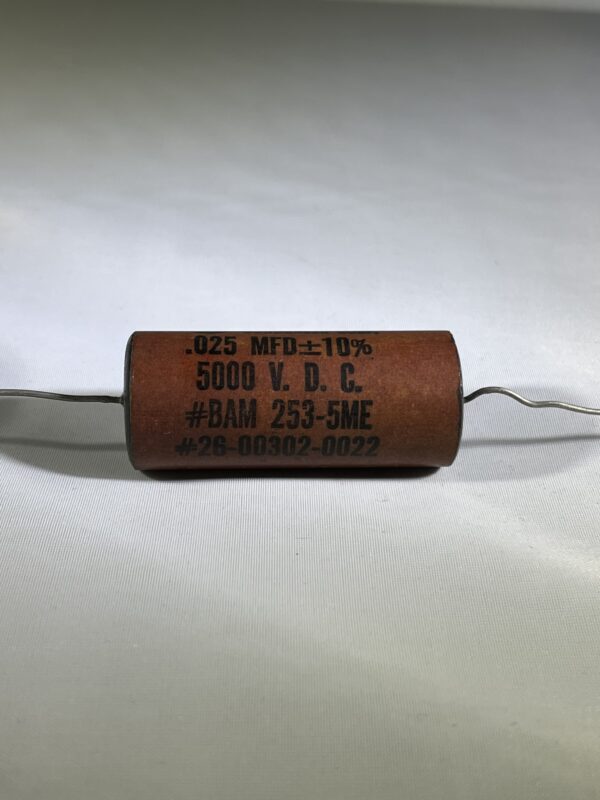 .025 MFD±10%
5000 V. D. C.
#BAM 253-5ME
#26-00302-0022